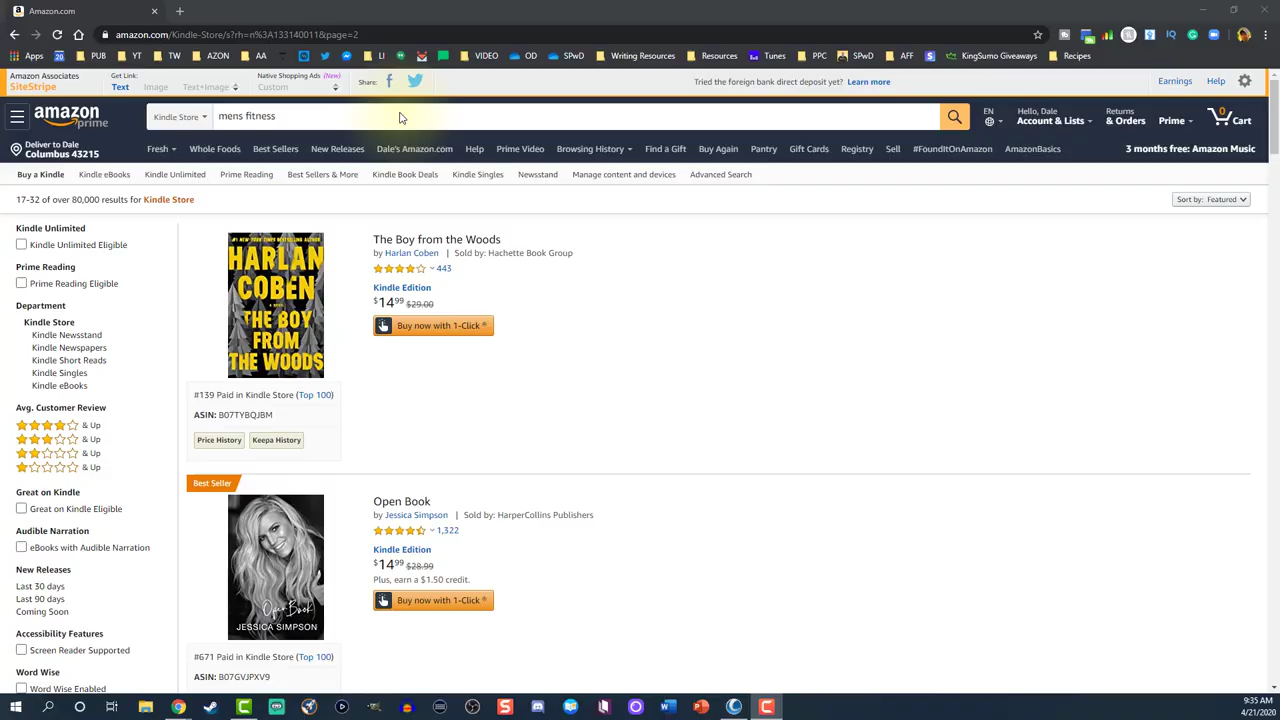 Amazon.com
amazon.com/Kindle-Store/s?rh=n%3A133140011&page=2
Apps
PUB
YT
TW
AZON
AA
LI
VIDEO
OD
SPwD
Writing Resources
Resources
Tunes
PPC
SPwD
AFF
KingSumo Giveaways
Recipes
Amazon Associates
SiteStripe
Get Link:
Text
Image
Text+Image
Native Shopping Ads (New)
Custom
Share:
Tried the foreign bank direct deposit yet? Learn more
Earnings
Help
amazon
prime
Kindle Store
mens fitness
EN
Hello, Dale
Account & Lists
Returns
& Orders
Prime
0
Cart
Deliver to Dale
Columbus 43215
Fresh
Whole Foods
Best Sellers
New Releases
Dale's Amazon.com
Help
Prime Video
Browsing History
Find a Gift
Buy Again
Pantry
Gift Cards
Registry
Sell
#FoundItOnAmazon
AmazonBasics
3 months free: Amazon Music
Buy a Kindle
Kindle eBooks
Kindle Unlimited
Prime Reading
Best Sellers & More
Kindle Book Deals
Kindle Singles
Newsstand
Manage content and devices
Advanced Search
17-32 of over 80,000 results for Kindle Store
Sort by: Featured
Kindle Unlimited
Kindle Unlimited Eligible
Prime Reading
Prime Reading Eligible
Department
Kindle Store
Kindle Newsstand
Kindle Newspapers
Kindle Short Reads
Kindle Singles
Kindle eBooks
Avg. Customer Review
& Up
& Up
& Up
& Up
Great on Kindle
Great on Kindle Eligible
Audible Narration
eBooks with Audible Narration
New Releases
Last 30 days
Last 90 days
Coming Soon
Accessibility Features
Screen Reader Supported
Word Wise
Word Wise Enabled
#1 NEW YORK TIMES BESTSELLING AUTHOR
HARLAN
COBEN
A NOVEL
THE BOY
FROM
THE WOODS
The Boy from the Woods
by Harlan Coben | Sold by: Hachette Book Group
443
Kindle Edition
$14.99 $29.00
Buy now with 1-Click ®
#139 Paid in Kindle Store (Top 100)
ASIN: B07TYBQJBM
Price History
Keepa History
Best Seller
Open Book
JESSICA SIMPSON
Open Book
by Jessica Simpson | Sold by: HarperCollins Publishers
1,322
Kindle Edition
$14.99 $28.99
Plus, earn a $1.50 credit.
Buy now with 1-Click ®
#671 Paid in Kindle Store (Top 100)
ASIN: B07GVJPXV9
9:35 AM
4/21/2020